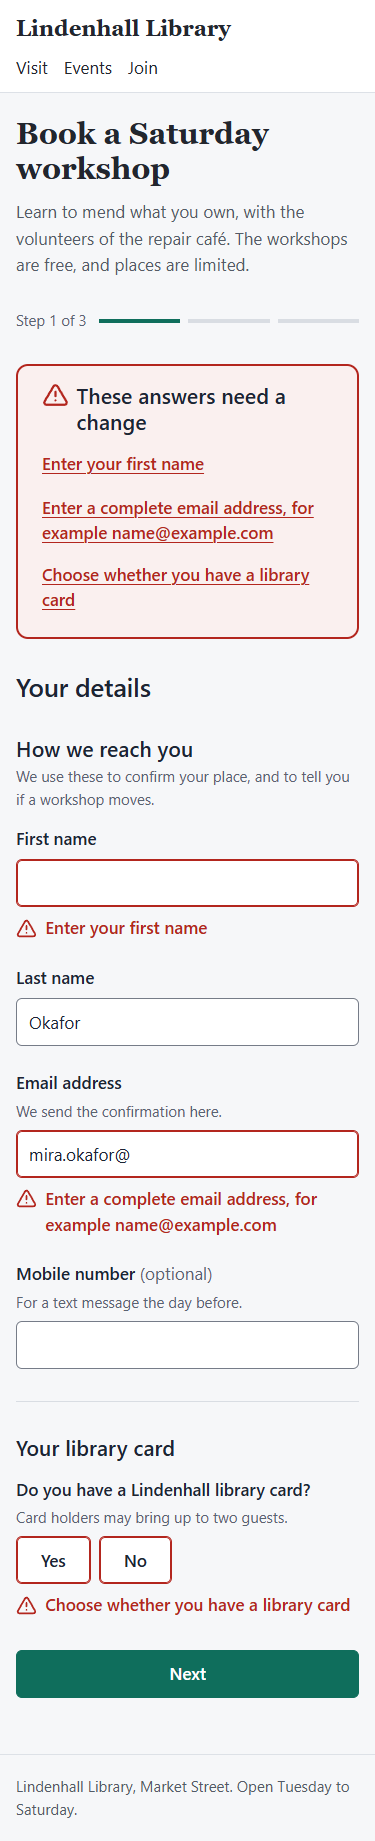 Lindenhall Library
Visit Events Join
Book a Saturday
workshop
Learn to mend what you own, with the
volunteers of the repair café. The workshops
are free, and places are limited.
Step 1 of 3
These answers need a
change
Enter your first name
Enter a complete email address, for
example name@example.com
Choose whether you have a library
card
Your details
How we reach you
We use these to confirm your place, and to tell you
if a workshop moves.
First name
Enter your first name
Last name
Okafor
Email address
We send the confirmation here.
mira.okafor@
Enter a complete email address, for
example name@example.com
Mobile number (optional)
For a text message the day before.
Your library card
Do you have a Lindenhall library card?
Card holders may bring up to two guests.
Yes No
Choose whether you have a library card
Next
Lindenhall Library, Market Street. Open Tuesday to
Saturday.